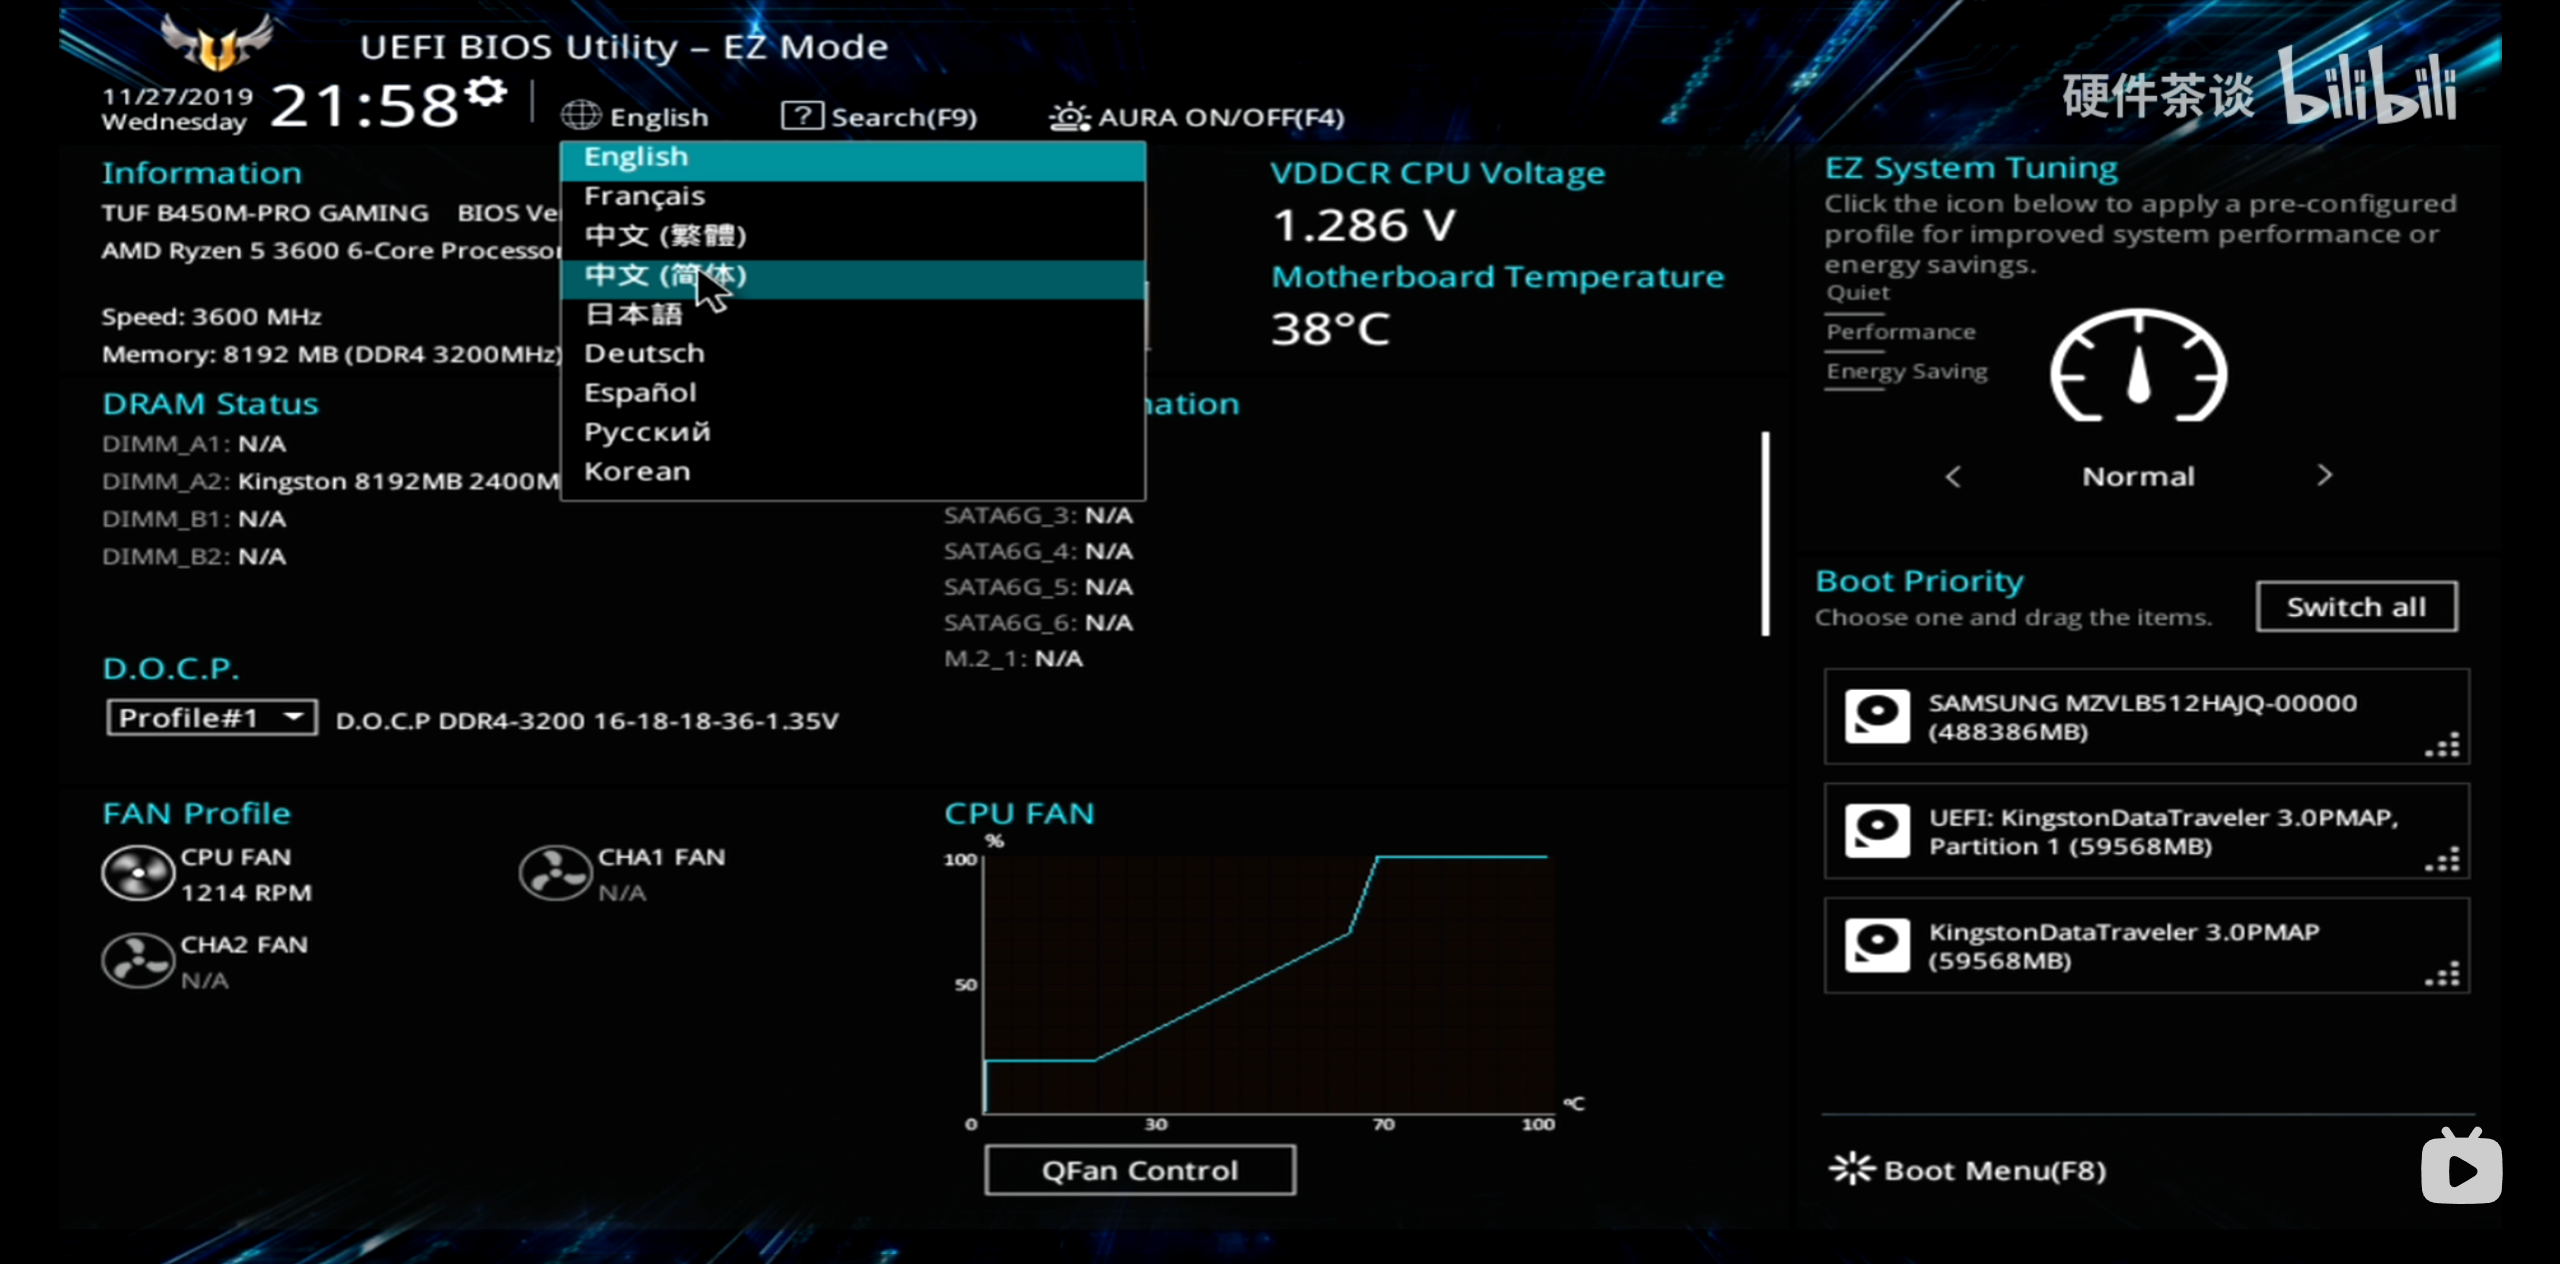 UEFI BIOS Utility – EZ Mode
11/27/2019
Wednesday
21:58
English
Search(F9)
AURA ON/OFF(F4)
硬件茶谈 bilibili
English
Français
中文 (繁體)
中文 (简体)
日本語
Deutsch
Español
Русский
Korean
Information
TUF B450M-PRO GAMING BIOS Ve
AMD Ryzen 5 3600 6-Core Processor
Speed: 3600 MHz
Memory: 8192 MB (DDR4 3200MHz)
VDDCR CPU Voltage
1.286 V
Motherboard Temperature
38°C
EZ System Tuning
Click the icon below to apply a pre-configured
profile for improved system performance or
energy savings.
Quiet
Performance
Energy Saving
< Normal >
DRAM Status
DIMM_A1: N/A
DIMM_A2: Kingston 8192MB 2400M
DIMM_B1: N/A
DIMM_B2: N/A
ation
SATA6G_3: N/A
SATA6G_4: N/A
SATA6G_5: N/A
SATA6G_6: N/A
M.2_1: N/A
D.O.C.P.
Profile#1
D.O.C.P DDR4-3200 16-18-18-36-1.35V
Boot Priority
Choose one and drag the items.
Switch all
SAMSUNG MZVLB512HAJQ-00000
(488386MB)
UEFI: KingstonDataTraveler 3.0PMAP,
Partition 1 (59568MB)
KingstonDataTraveler 3.0PMAP
(59568MB)
FAN Profile
CPU FAN
1214 RPM
CHA1 FAN
N/A
CHA2 FAN
N/A
CPU FAN
%
100
50
0
30
70
100
°C
QFan Control
Boot Menu(F8)